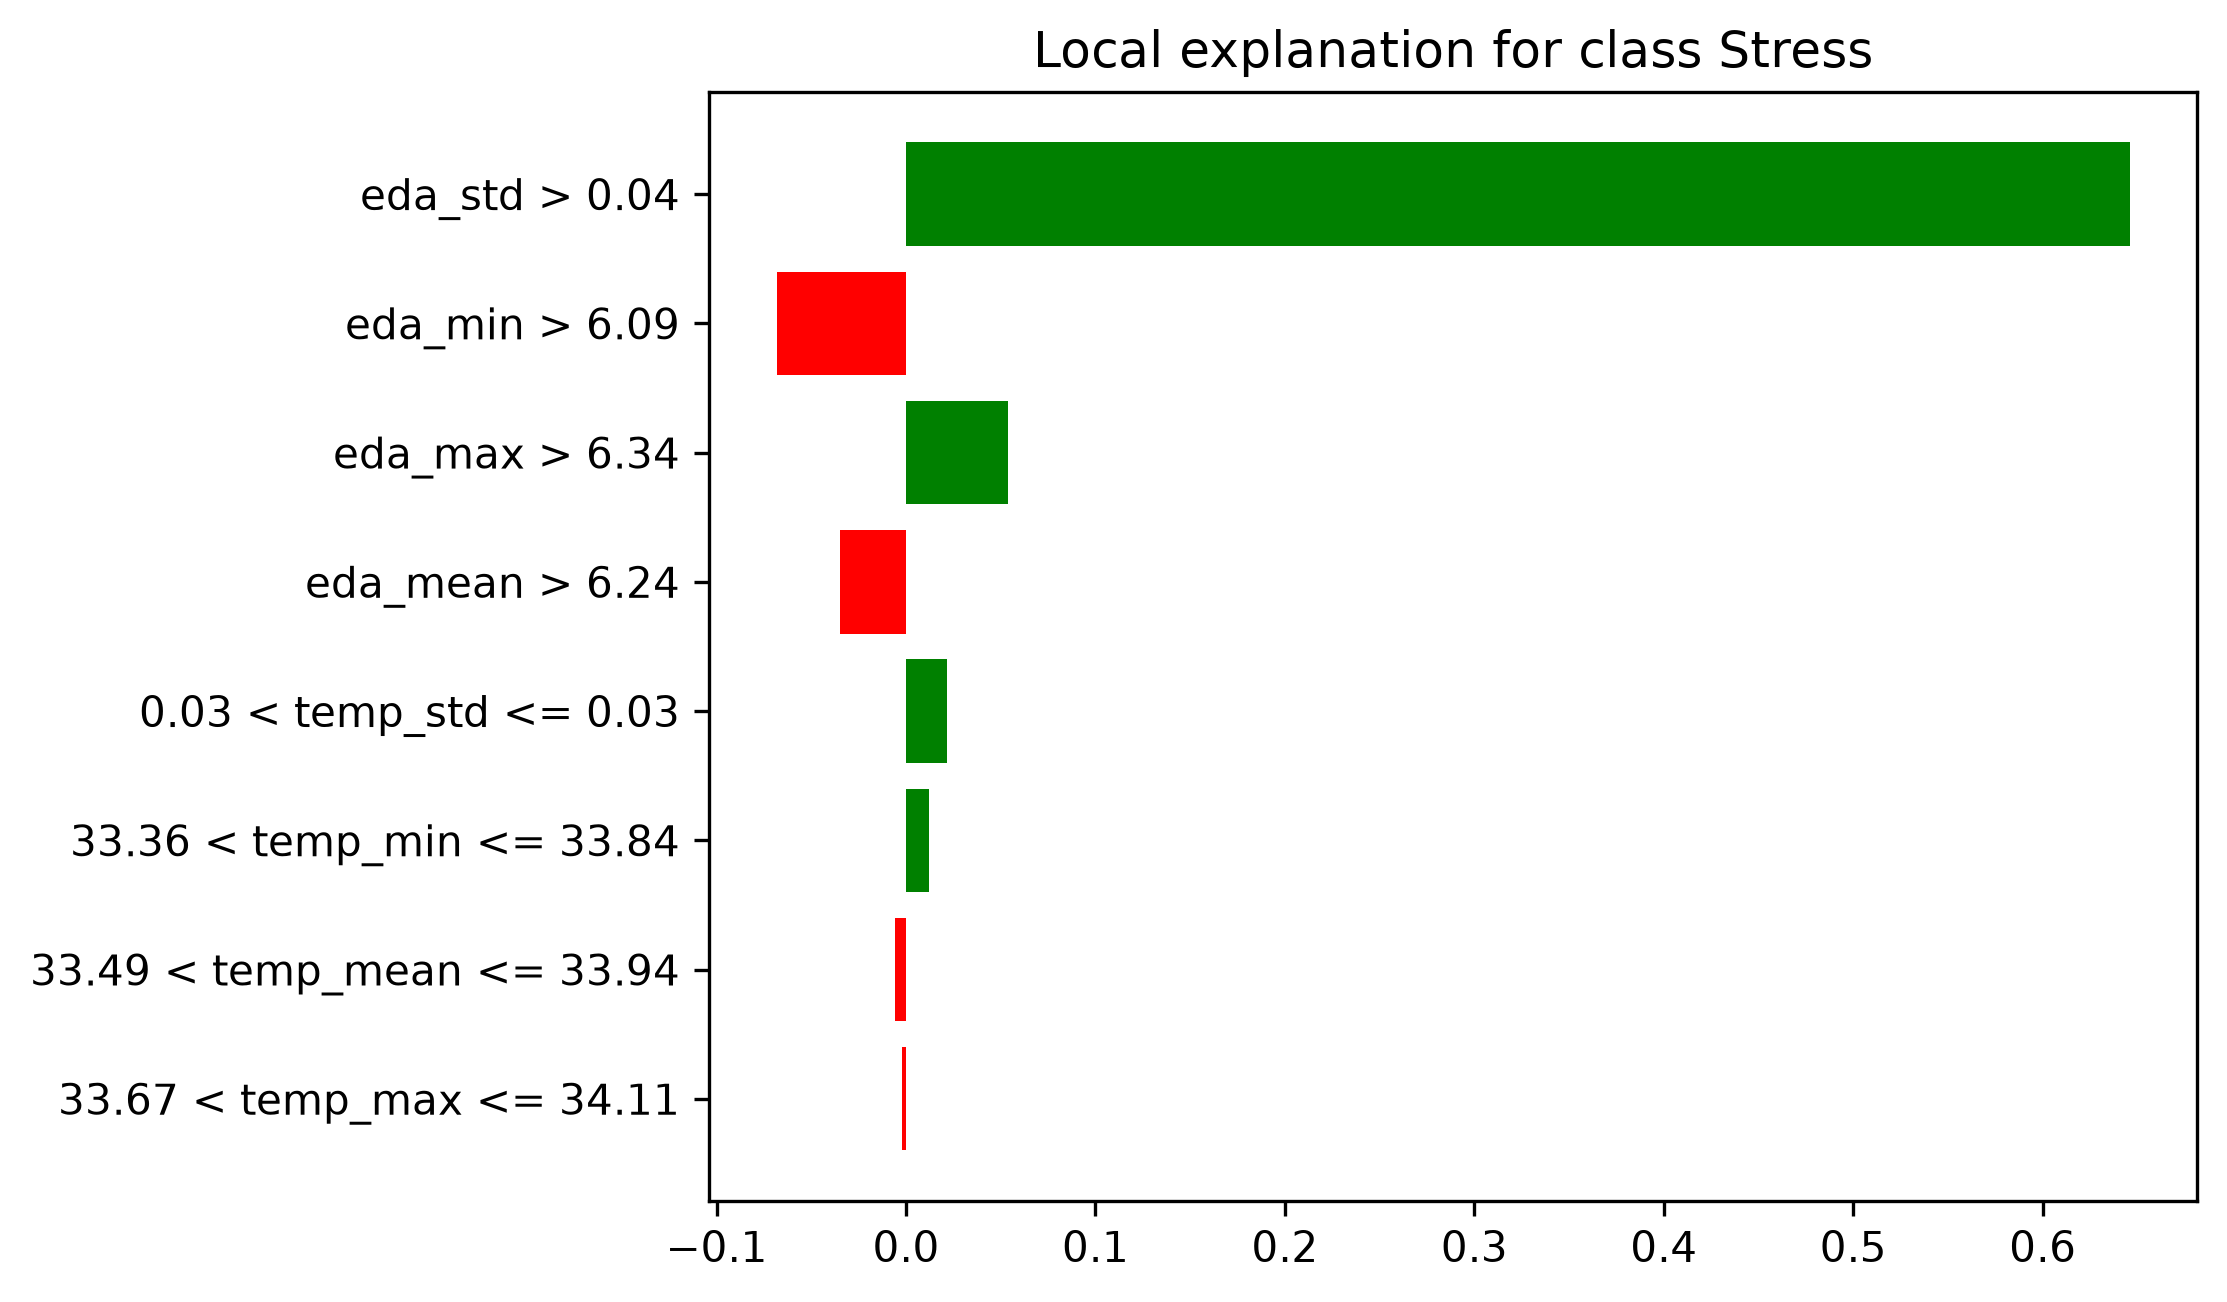 Local explanation for class Stress
eda_std > 0.04
eda_min > 6.09
eda_max > 6.34
eda_mean > 6.24
0.03 < temp_std <= 0.03
33.36 < temp_min <= 33.84
33.49 < temp_mean <= 33.94
33.67 < temp_max <= 34.11
−0.1 0.0 0.1 0.2 0.3 0.4 0.5 0.6